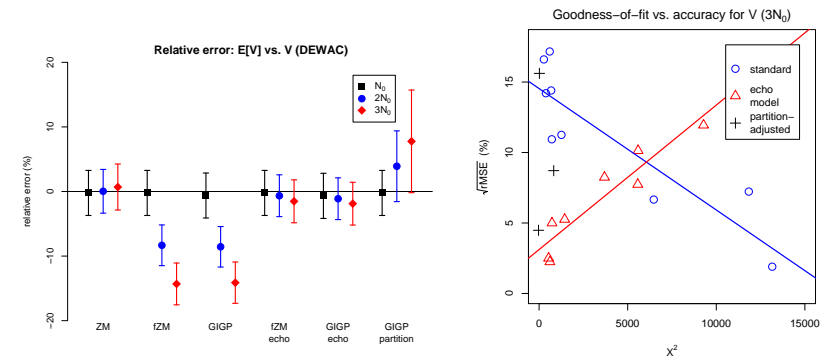 Relative error: E[V] vs. V (DEWAC)
relative error (%)
20
10
0
−10
−20
N₀
2N₀
3N₀
ZM
fZM
GIGP
fZM
echo
GIGP
echo
GIGP
partition
Goodness−of−fit vs. accuracy for V (3N₀)
√rMSE (%)
15
10
5
0
standard
echo
model
partition−
adjusted
0
5000
10000
15000
X²